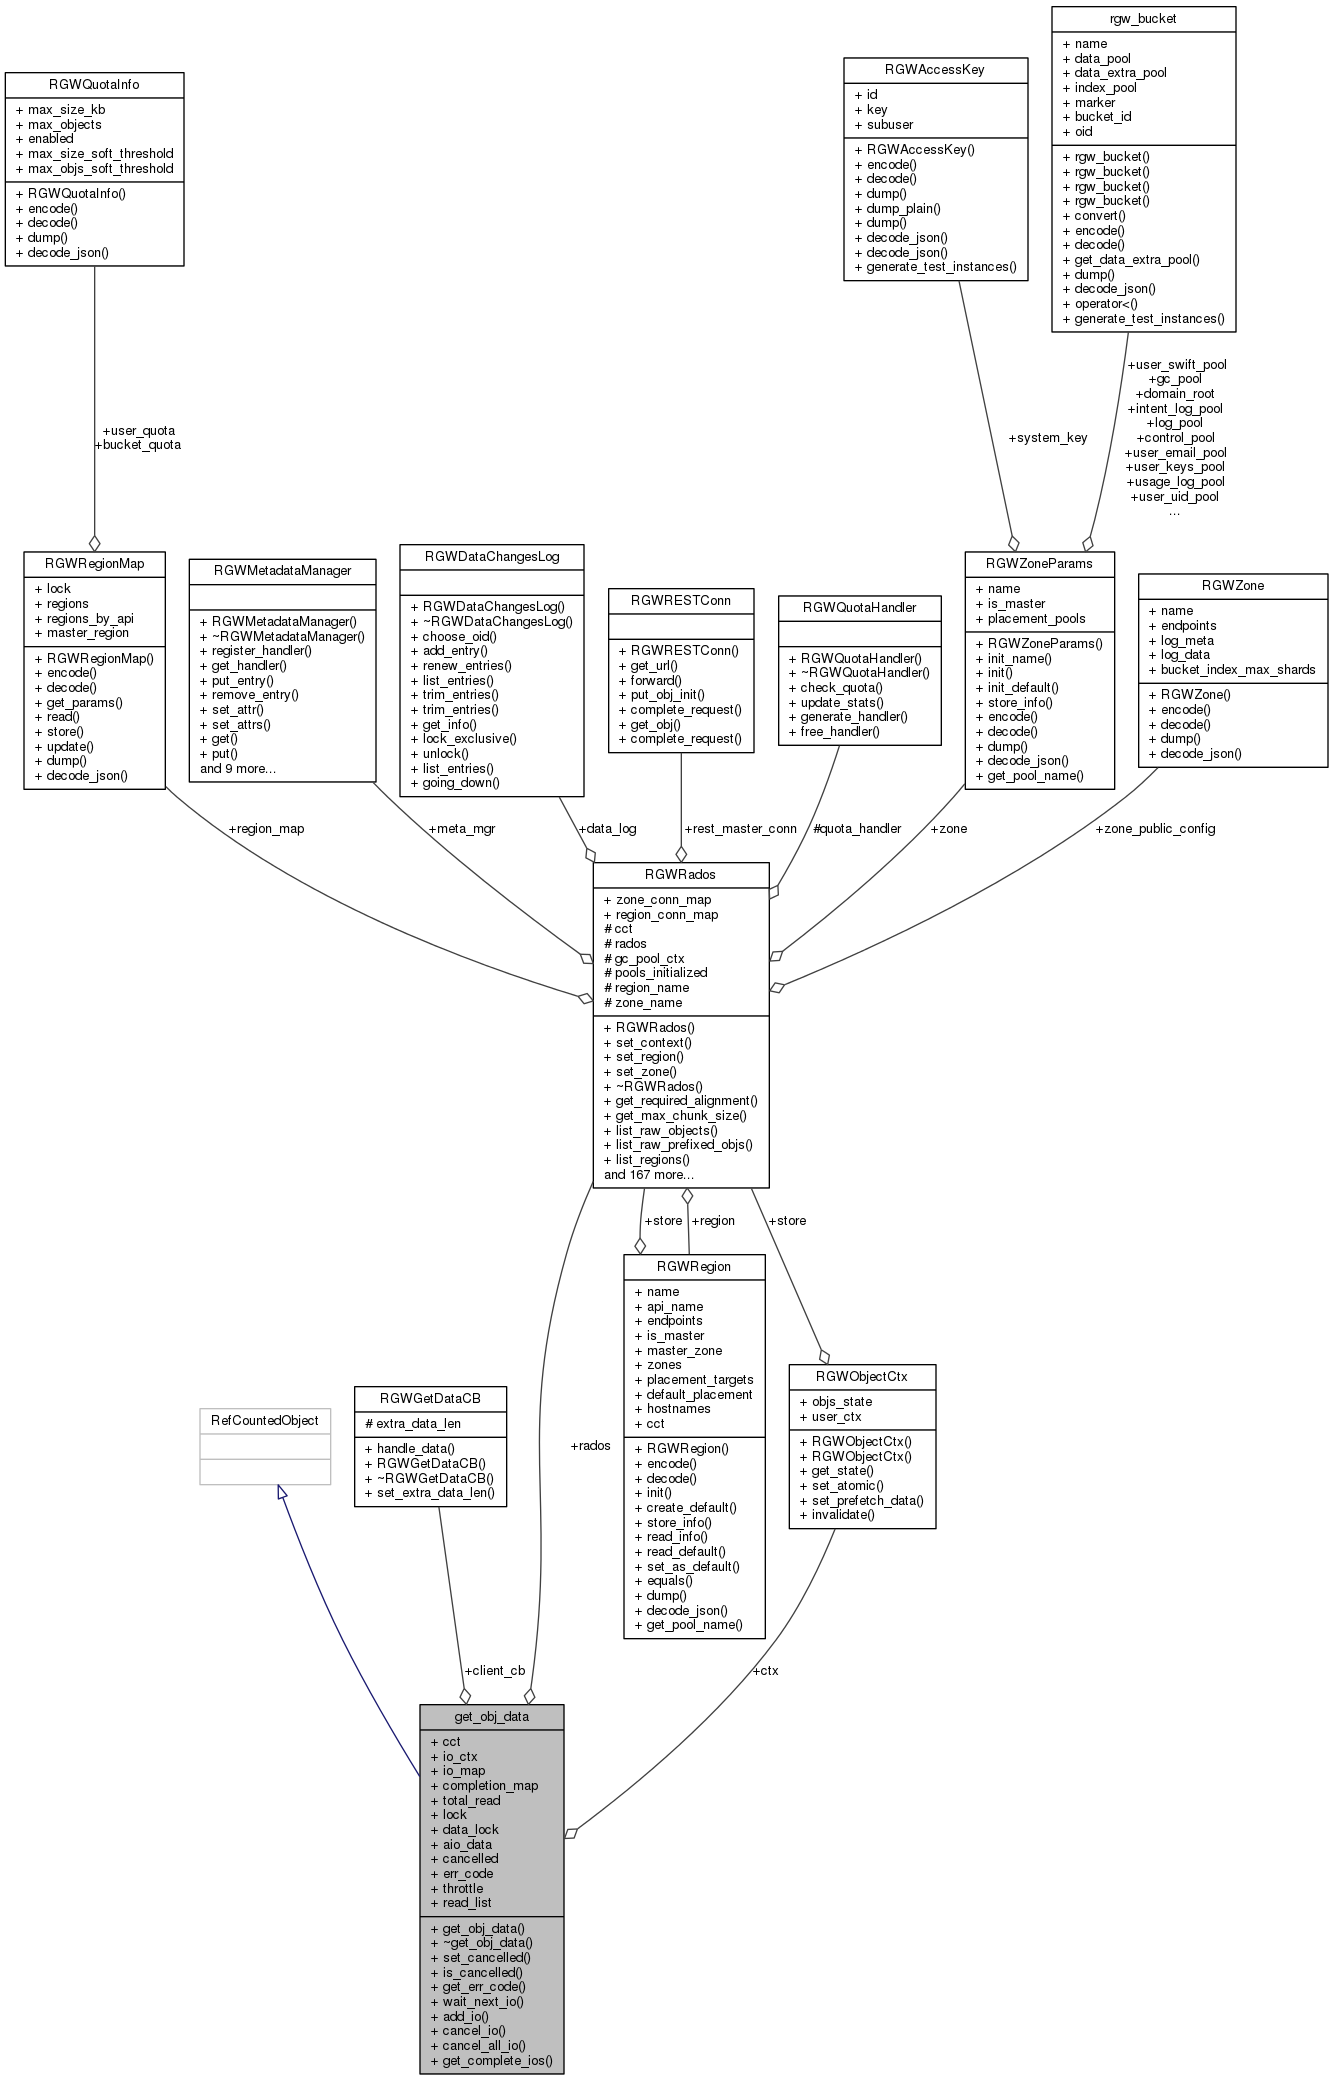 rgw_bucket
+ name
+ data_pool
+ data_extra_pool
+ index_pool
+ marker
+ bucket_id
+ oid
+ rgw_bucket()
+ rgw_bucket()
+ rgw_bucket()
+ rgw_bucket()
+ convert()
+ encode()
+ decode()
+ get_data_extra_pool()
+ dump()
+ decode_json()
+ operator<()
+ generate_test_instances()
RGWAccessKey
+ id
+ key
+ subuser
+ RGWAccessKey()
+ encode()
+ decode()
+ dump()
+ dump_plain()
+ dump()
+ decode_json()
+ decode_json()
+ generate_test_instances()
RGWQuotaInfo
+ max_size_kb
+ max_objects
+ enabled
+ max_size_soft_threshold
+ max_objs_soft_threshold
+ RGWQuotaInfo()
+ encode()
+ decode()
+ dump()
+ decode_json()
+user_quota
+bucket_quota
+system_key
+user_swift_pool
+gc_pool
+domain_root
+intent_log_pool
+log_pool
+control_pool
+user_email_pool
+user_keys_pool
+usage_log_pool
+user_uid_pool
...
RGWRegionMap
+ lock
+ regions
+ regions_by_api
+ master_region
+ RGWRegionMap()
+ encode()
+ decode()
+ get_params()
+ read()
+ store()
+ update()
+ dump()
+ decode_json()
RGWMetadataManager
+ RGWMetadataManager()
+ ~RGWMetadataManager()
+ register_handler()
+ get_handler()
+ put_entry()
+ remove_entry()
+ set_attr()
+ set_attrs()
+ get()
+ put()
and 9 more...
RGWDataChangesLog
+ RGWDataChangesLog()
+ ~RGWDataChangesLog()
+ choose_oid()
+ add_entry()
+ renew_entries()
+ list_entries()
+ trim_entries()
+ trim_entries()
+ get_info()
+ lock_exclusive()
+ unlock()
+ list_entries()
+ going_down()
RGWRESTConn
+ RGWRESTConn()
+ get_url()
+ forward()
+ put_obj_init()
+ complete_request()
+ get_obj()
+ complete_request()
RGWQuotaHandler
+ RGWQuotaHandler()
+ ~RGWQuotaHandler()
+ check_quota()
+ update_stats()
+ generate_handler()
+ free_handler()
RGWZoneParams
+ name
+ is_master
+ placement_pools
+ RGWZoneParams()
+ init_name()
+ init()
+ init_default()
+ store_info()
+ encode()
+ decode()
+ dump()
+ decode_json()
+ get_pool_name()
RGWZone
+ name
+ endpoints
+ log_meta
+ log_data
+ bucket_index_max_shards
+ RGWZone()
+ encode()
+ decode()
+ dump()
+ decode_json()
+region_map
+meta_mgr
+data_log
+rest_master_conn
#quota_handler
+zone
+zone_public_config
RGWRados
+ zone_conn_map
+ region_conn_map
# cct
# rados
# gc_pool_ctx
# pools_initialized
# region_name
# zone_name
+ RGWRados()
+ set_context()
+ set_region()
+ set_zone()
+ ~RGWRados()
+ get_required_alignment()
+ get_max_chunk_size()
+ list_raw_objects()
+ list_raw_prefixed_objs()
+ list_regions()
and 167 more...
+store
+region
+store
RGWRegion
+ name
+ api_name
+ endpoints
+ is_master
+ master_zone
+ zones
+ placement_targets
+ default_placement
+ hostnames
+ cct
+ RGWRegion()
+ encode()
+ decode()
+ init()
+ create_default()
+ store_info()
+ read_info()
+ read_default()
+ set_as_default()
+ equals()
+ dump()
+ decode_json()
+ get_pool_name()
RGWObjectCtx
+ objs_state
+ user_ctx
+ RGWObjectCtx()
+ RGWObjectCtx()
+ get_state()
+ set_atomic()
+ set_prefetch_data()
+ invalidate()
RGWGetDataCB
# extra_data_len
+ handle_data()
+ RGWGetDataCB()
+ ~RGWGetDataCB()
+ set_extra_data_len()
RefCountedObject
+rados
+client_cb
+ctx
get_obj_data
+ cct
+ io_ctx
+ io_map
+ completion_map
+ total_read
+ lock
+ data_lock
+ aio_data
+ cancelled
+ err_code
+ throttle
+ read_list
+ get_obj_data()
+ ~get_obj_data()
+ set_cancelled()
+ is_cancelled()
+ get_err_code()
+ wait_next_io()
+ add_io()
+ cancel_io()
+ cancel_all_io()
+ get_complete_ios()